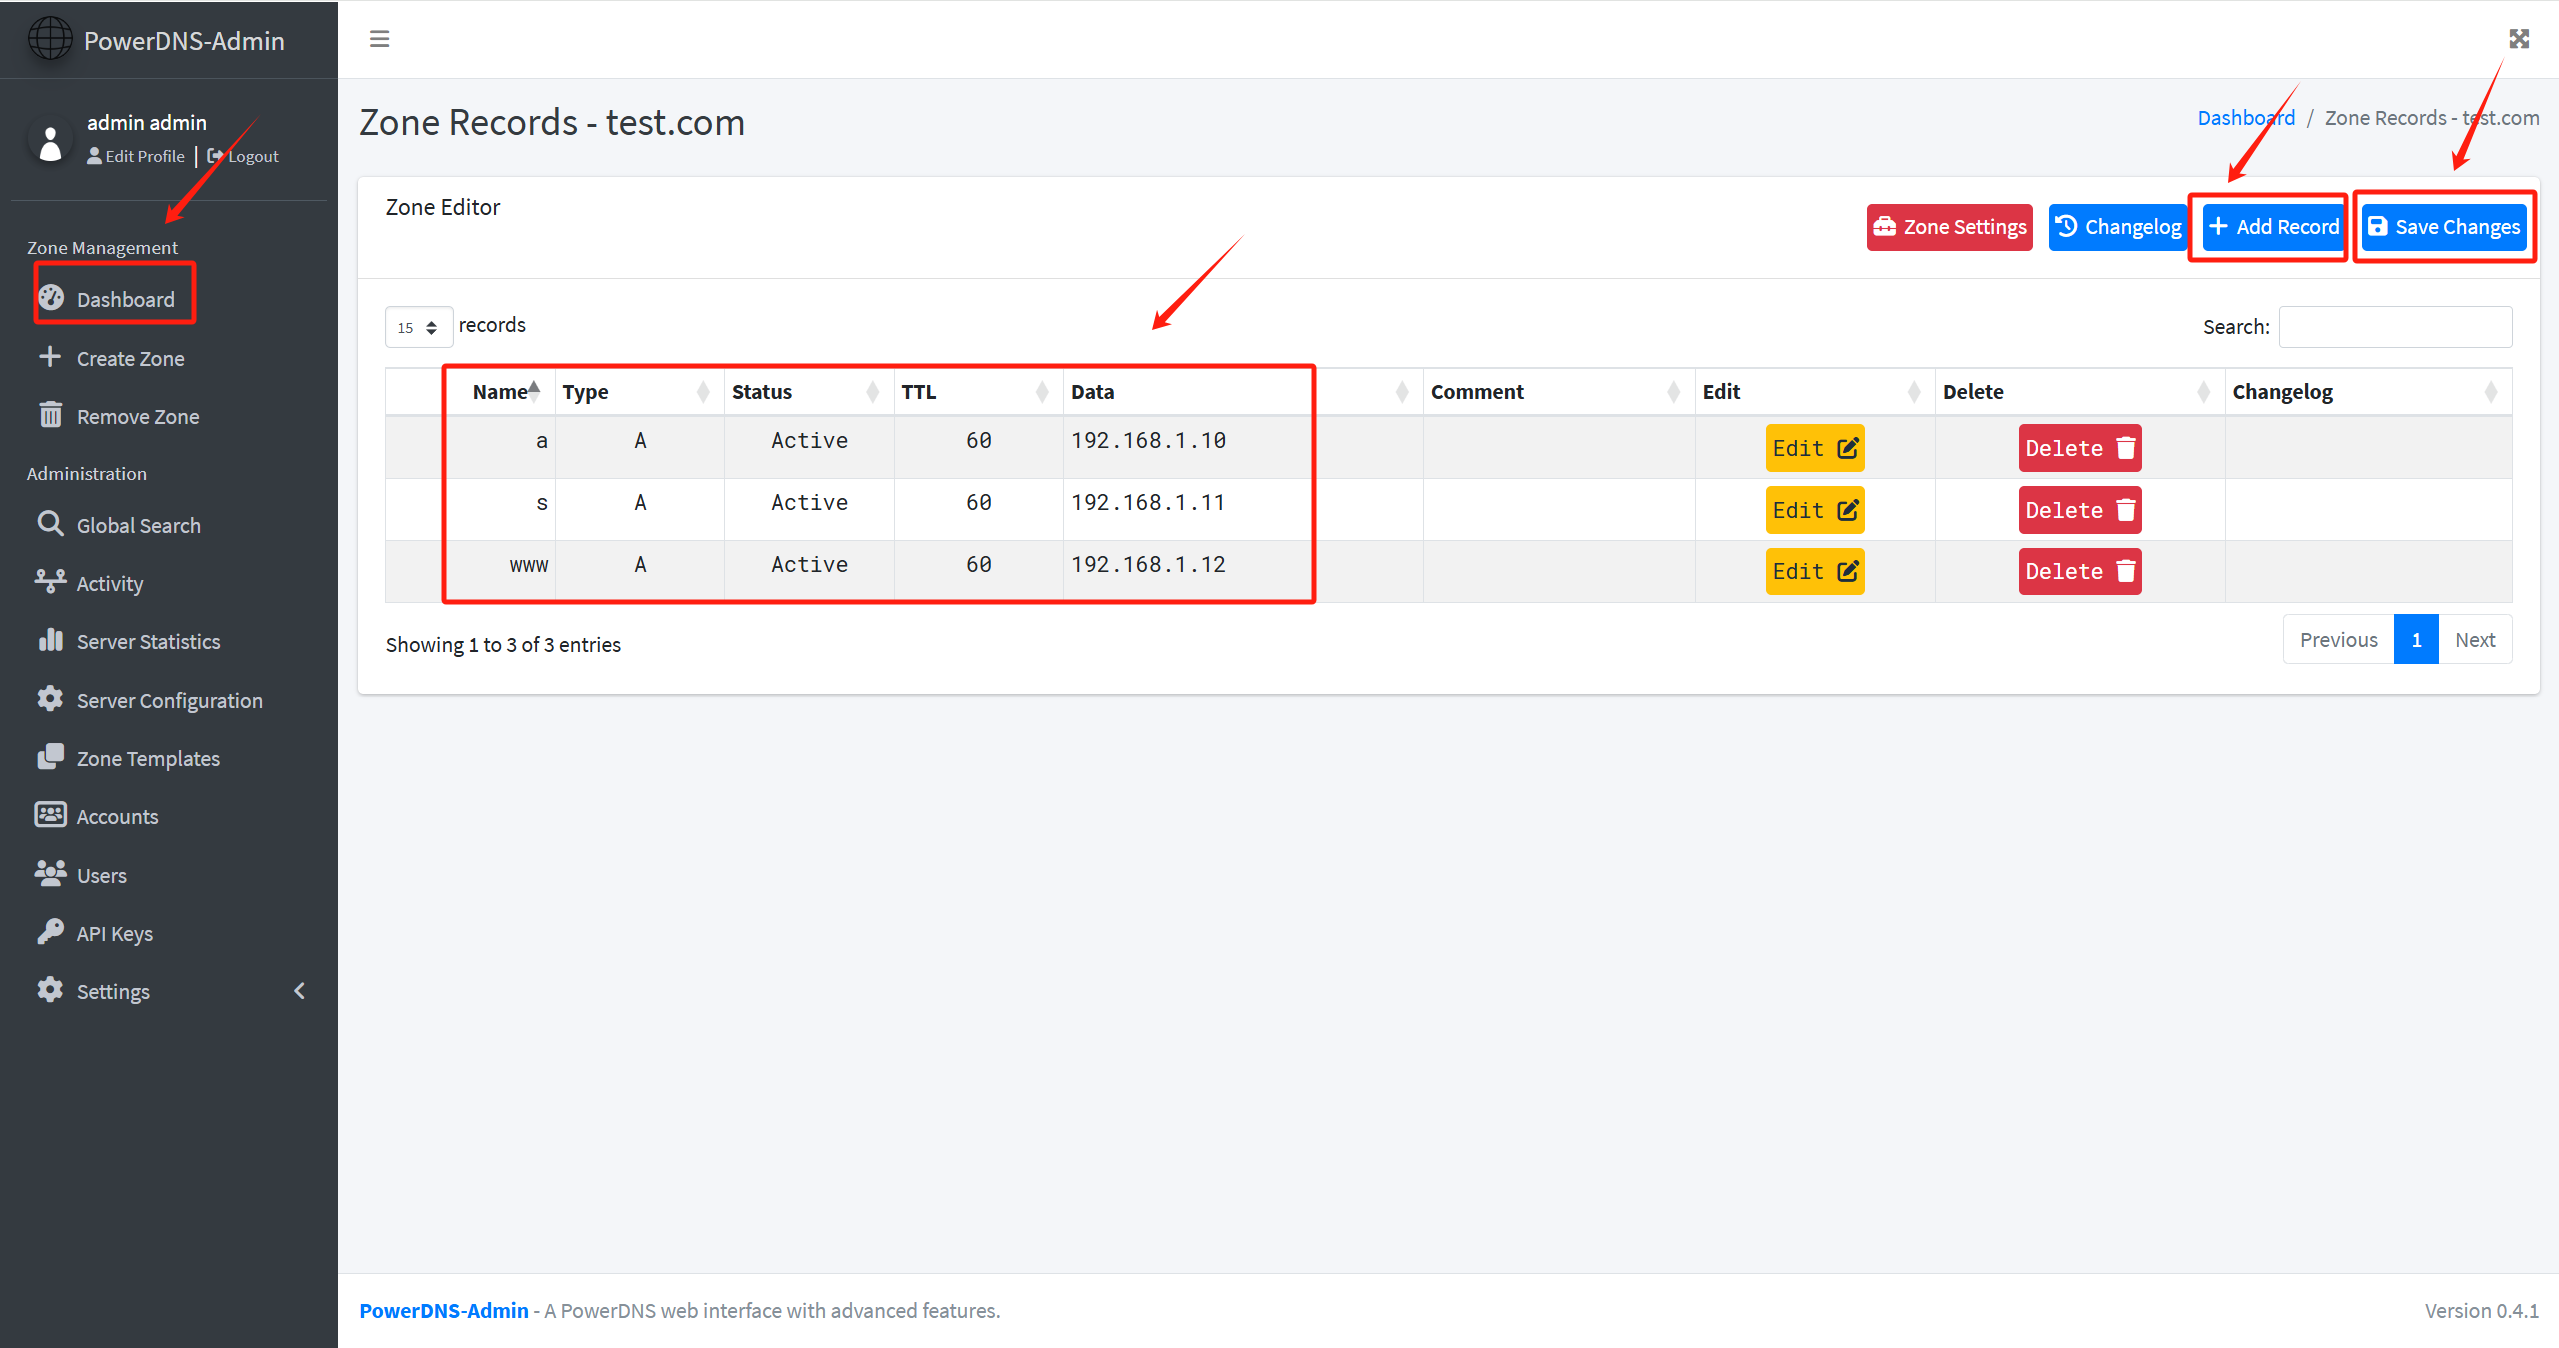 PowerDNS-Admin
admin admin
Edit Profile | Logout
Zone Management
Dashboard
Create Zone
Remove Zone
Administration
Global Search
Activity
Server Statistics
Server Configuration
Zone Templates
Accounts
Users
API Keys
Settings
Zone Records - test.com
Dashboard / Zone Records - test.com
Zone Editor
Zone Settings Changelog Add Record Save Changes
15 records
Search:
Name Type Status TTL Data Comment Edit Delete Changelog
a A Active 60 192.168.1.10 Edit Delete
s A Active 60 192.168.1.11 Edit Delete
www A Active 60 192.168.1.12 Edit Delete
Showing 1 to 3 of 3 entries
Previous 1 Next
PowerDNS-Admin - A PowerDNS web interface with advanced features.
Version 0.4.1